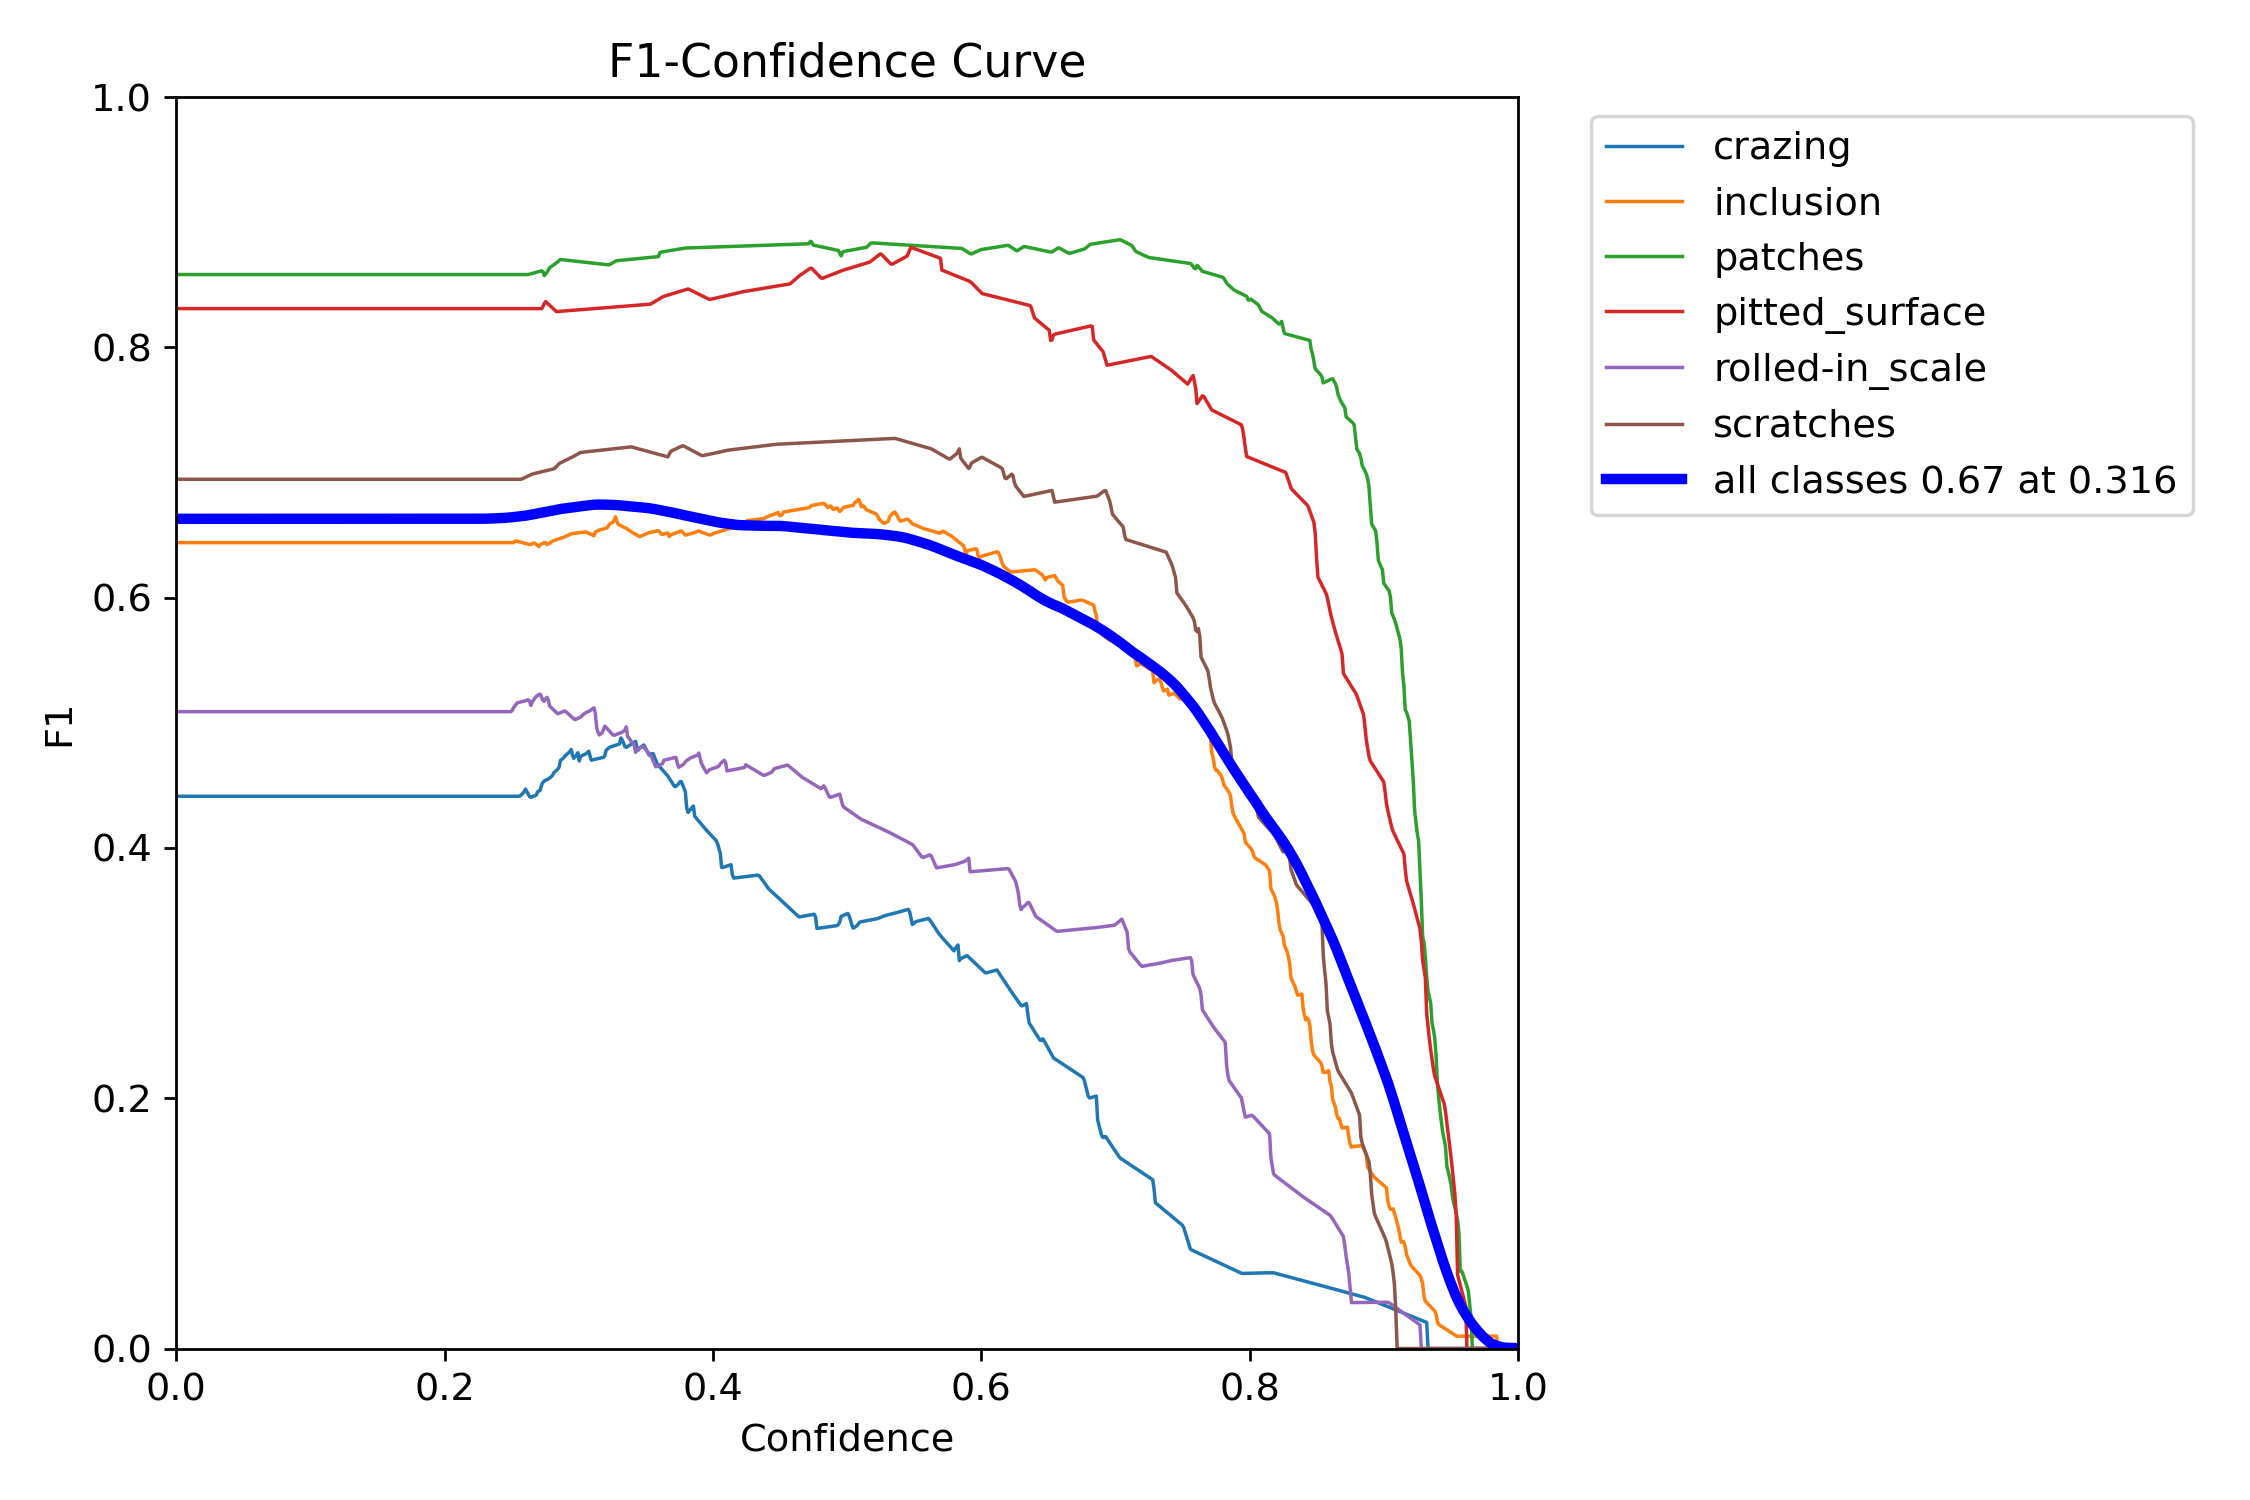 F1-Confidence Curve
1.0
0.8
0.6
0.4
0.2
0.0
F1
0.0 0.2 0.4 0.6 0.8 1.0
Confidence
crazing
inclusion
patches
pitted_surface
rolled-in_scale
scratches
all classes 0.67 at 0.316